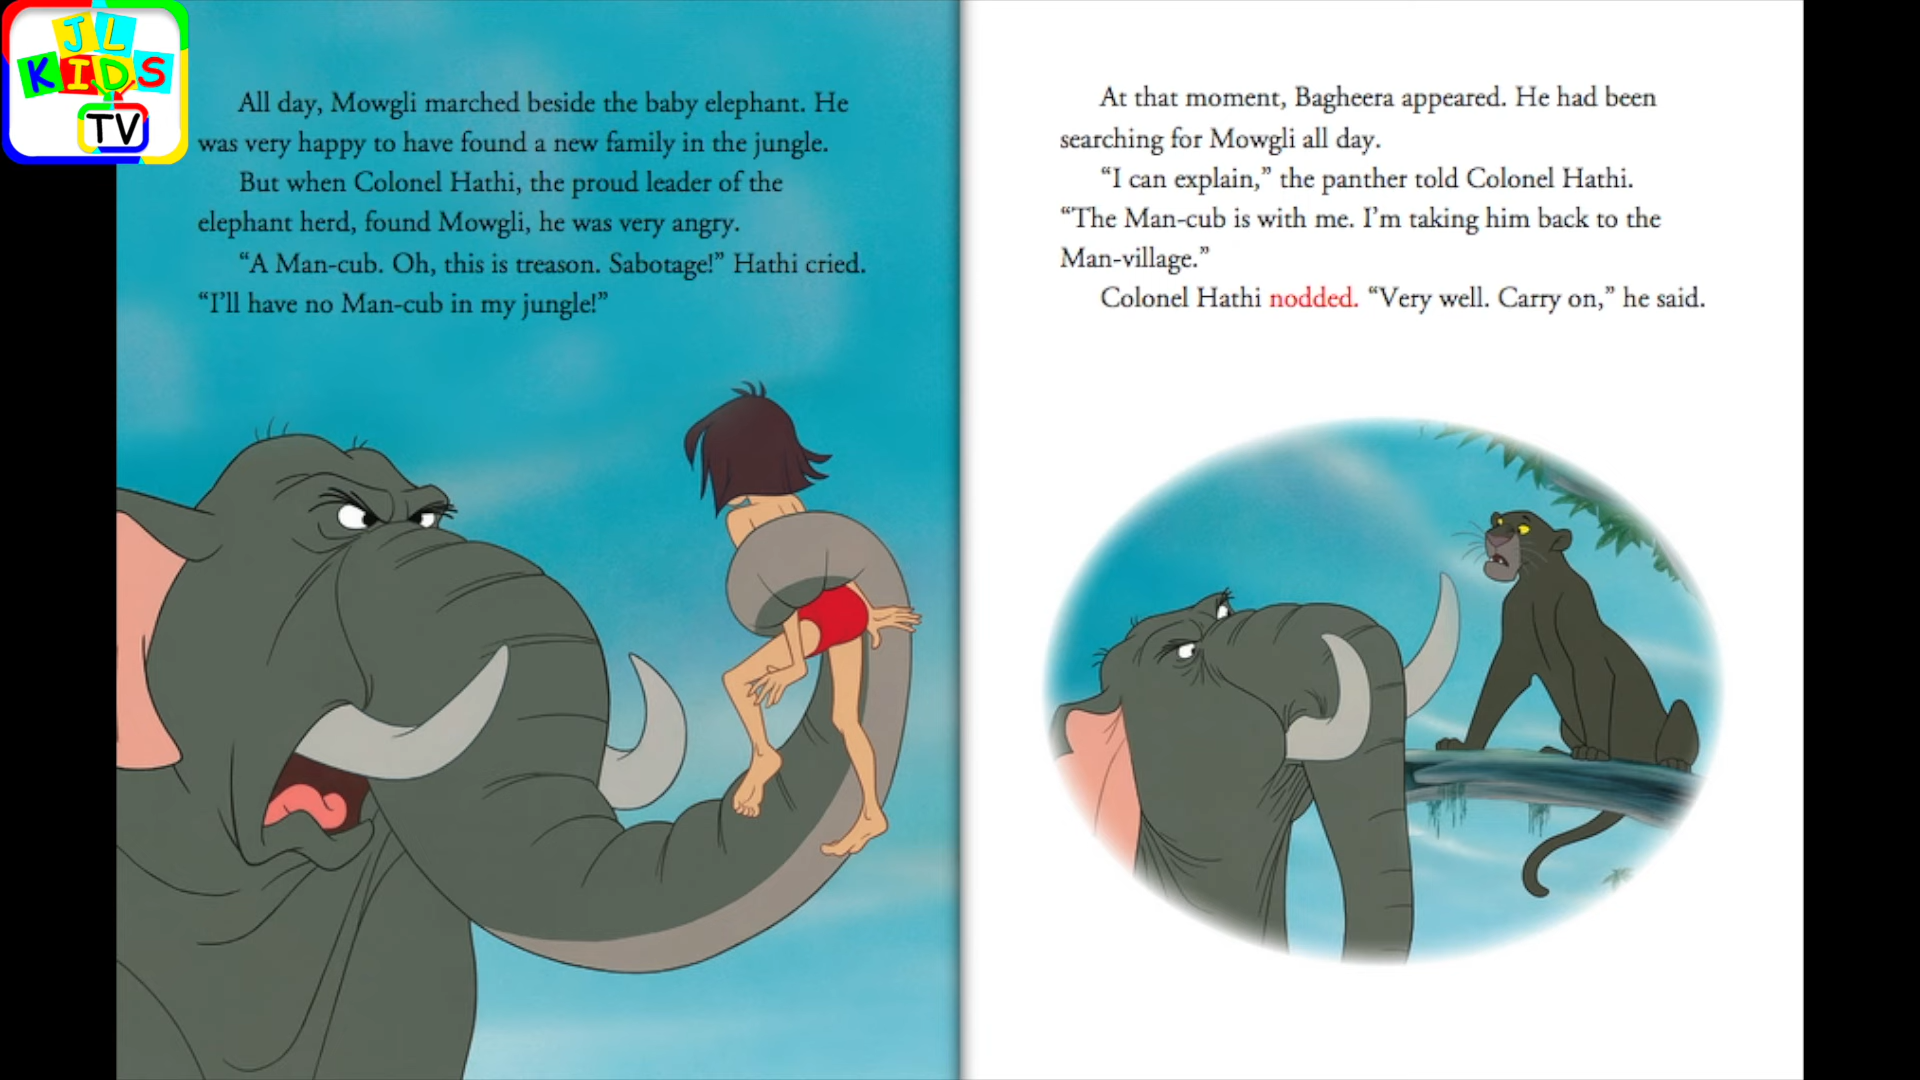 JL
KIDS
TV
All day, Mowgli marched beside the baby elephant. He
was very happy to have found a new family in the jungle.
But when Colonel Hathi, the proud leader of the
elephant herd, found Mowgli, he was very angry.
“A Man-cub. Oh, this is treason. Sabotage!” Hathi cried.
“I’ll have no Man-cub in my jungle!”
At that moment, Bagheera appeared. He had been
searching for Mowgli all day.
“I can explain,” the panther told Colonel Hathi.
“The Man-cub is with me. I’m taking him back to the
Man-village.”
Colonel Hathi nodded. “Very well. Carry on,” he said.